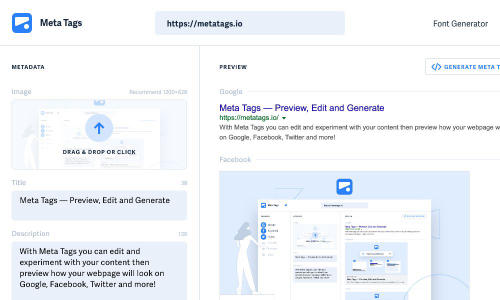 Meta Tags
https://metatags.io
Font Generator
METADATA
PREVIEW
GENERATE META T
Image
Recommend 1200×628
DRAG & DROP OR CLICK
Google
Meta Tags — Preview, Edit and Generate
https://metatags.io/
With Meta Tags you can edit and experiment with your content then preview how your webpage w
on Google, Facebook, Twitter and more!
Title
Meta Tags — Preview, Edit and Generate
Facebook
Description
With Meta Tags you can edit and
experiment with your content then
preview how your webpage will look on
Google, Facebook, Twitter and more!
Meta Tags